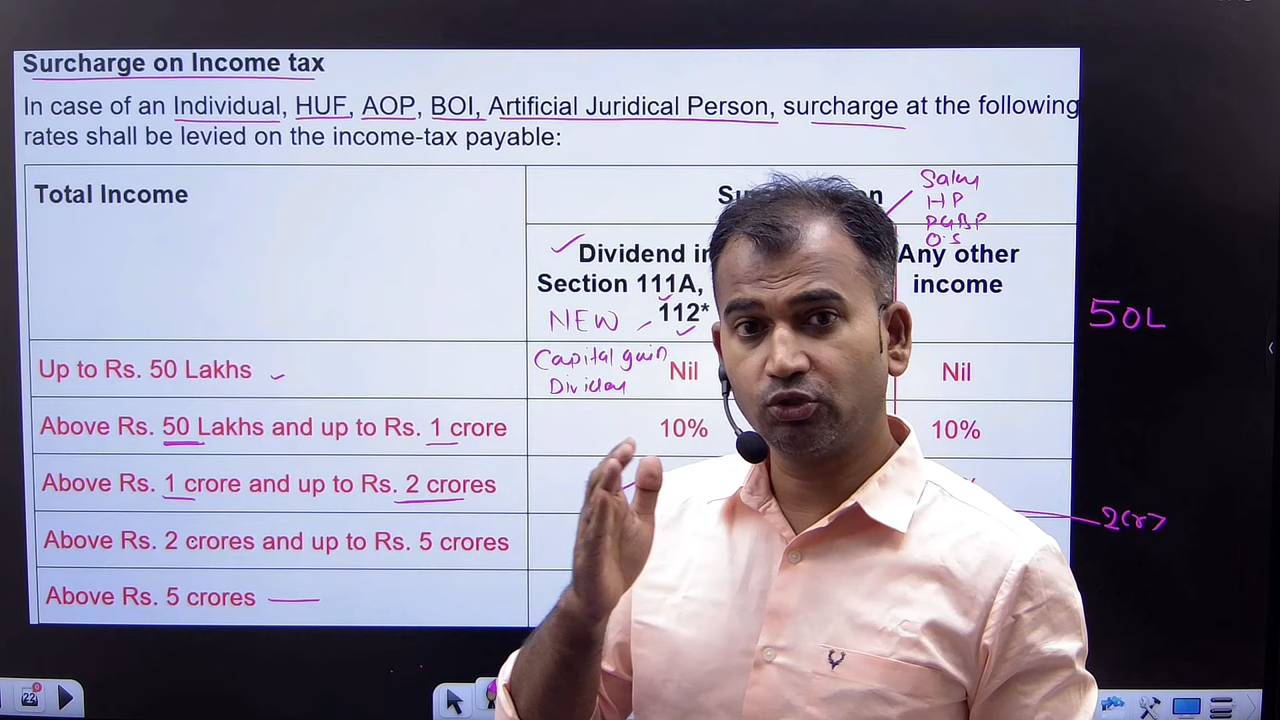 Surcharge on Income tax
In case of an Individual, HUF, AOP, BOI, Artificial Juridical Person, surcharge at the following
rates shall be levied on the income-tax payable:
Total Income
Salary
HP
PGBP
O.S
Dividend
Section 111A,
112*
Any other
income
NEW
50L
Capital gain
Dividend
Up to Rs. 50 Lakhs
Nil
Nil
Above Rs. 50 Lakhs and up to Rs. 1 crore
10%
10%
Above Rs. 1 crore and up to Rs. 2 crores
2Cr>
Above Rs. 2 crores and up to Rs. 5 crores
Above Rs. 5 crores
22